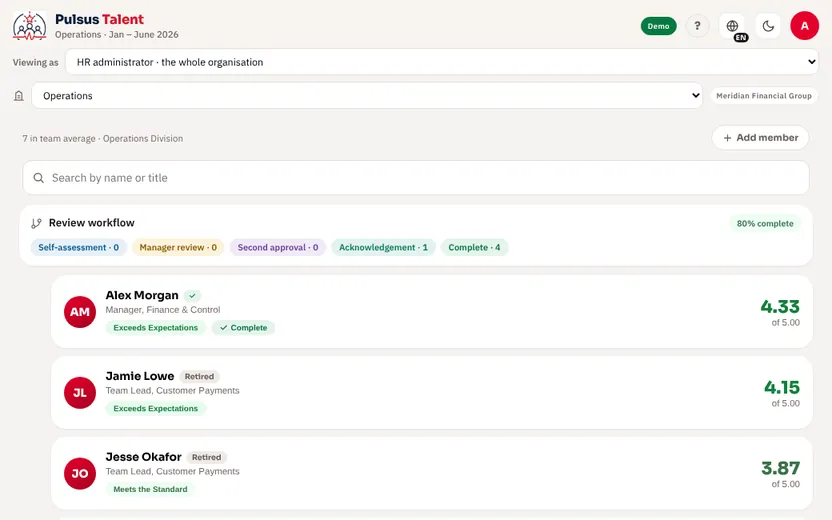 Pulsus Talent
Operations · Jan – June 2026
Demo
?
EN
A
Viewing as
HR administrator · the whole organisation
Operations
Meridian Financial Group
7 in team average · Operations Division
+ Add member
Search by name or title
Review workflow
80% complete
Self-assessment · 0
Manager review · 0
Second approval · 0
Acknowledgement · 1
Complete · 4
AM
Alex Morgan ✓
Manager, Finance & Control
Exceeds Expectations
✓ Complete
4.33
of 5.00
JL
Jamie Lowe
Retired
Team Lead, Customer Payments
Exceeds Expectations
4.15
of 5.00
JO
Jesse Okafor
Retired
Team Lead, Customer Payments
Meets the Standard
3.87
of 5.00